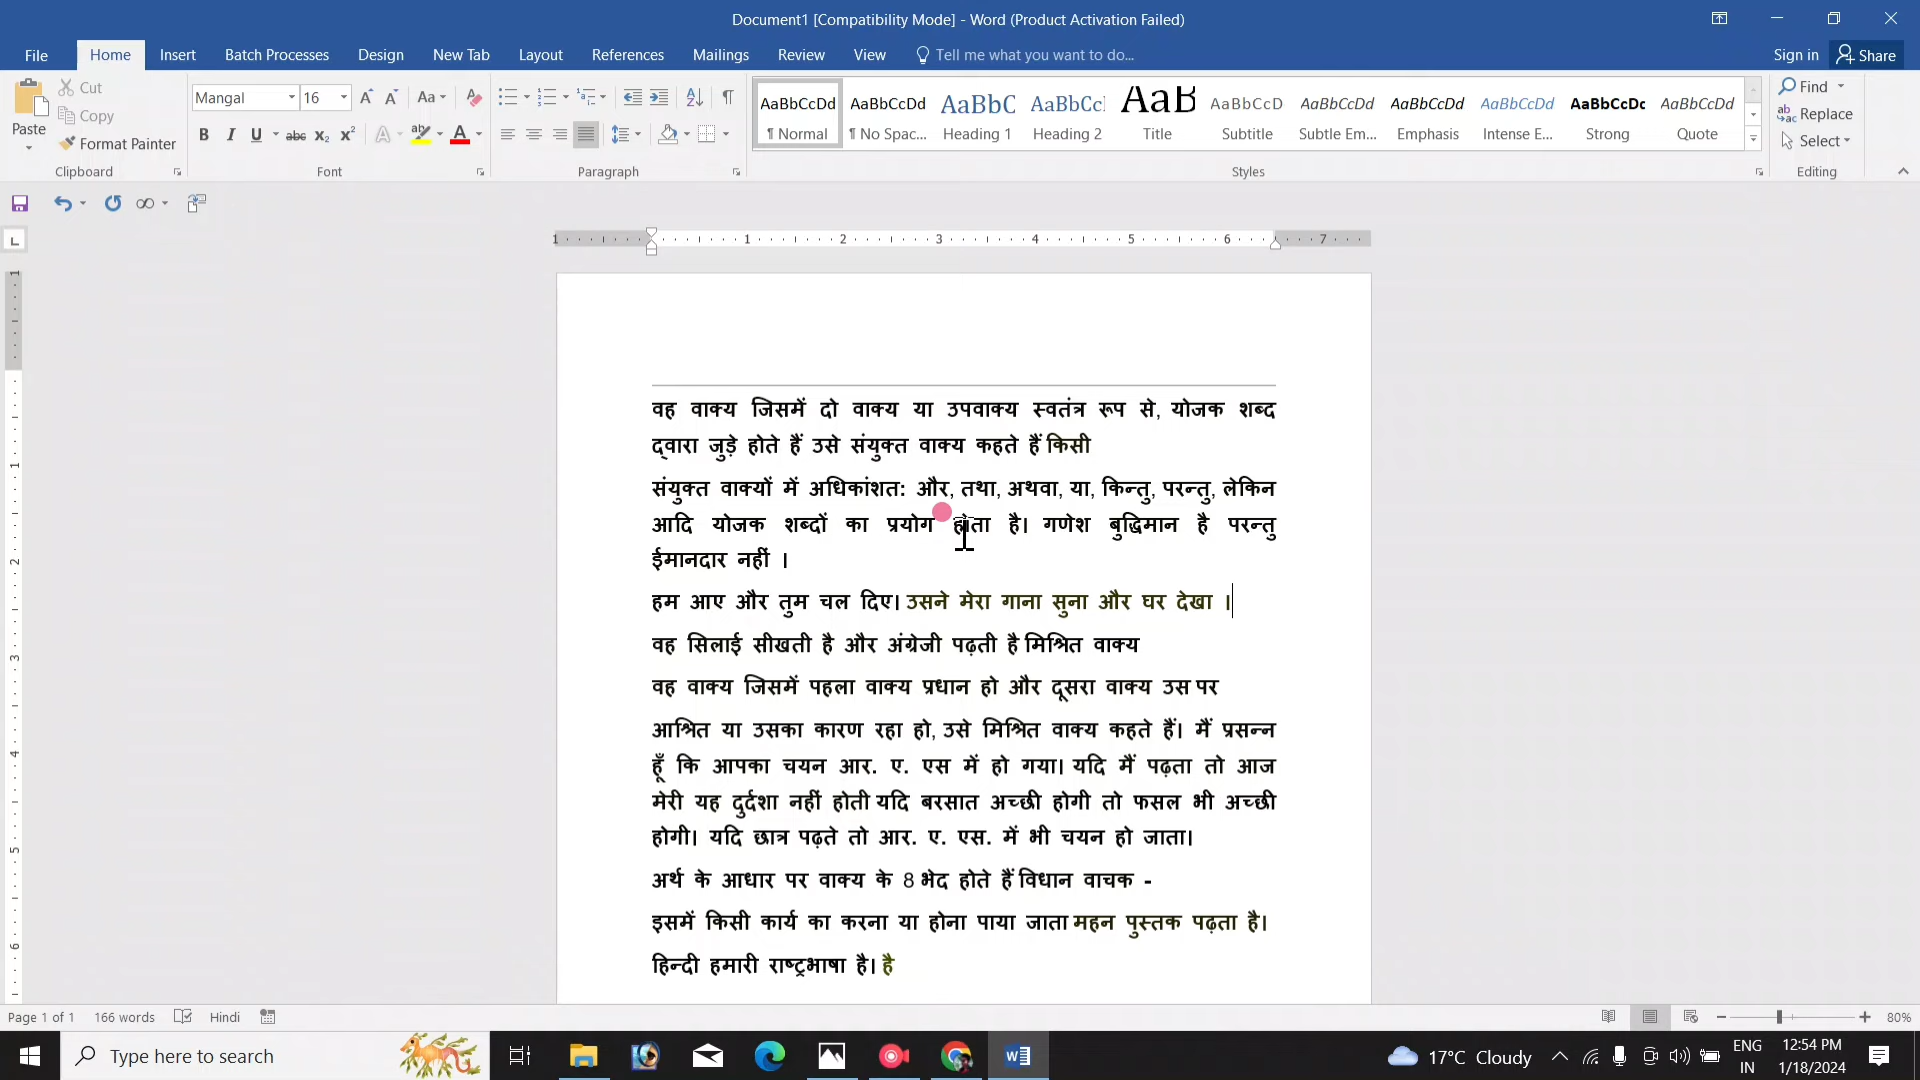 Document1 [Compatibility Mode] - Word (Product Activation Failed)
File Home Insert Batch Processes Design New Tab Layout References Mailings Review View Tell me what you want to do... Sign in Share
Paste
Cut
Copy
Format Painter
Clipboard
Mangal 16
Font
Paragraph
AaBbCcDd AaBbCcDd AaBbC AaBbCc AaB AaBbCcD AaBbCcDd AaBbCcDd AaBbCcDd AaBbCcDc AaBbCcDd
¶ Normal ¶ No Spac... Heading 1 Heading 2 Title Subtitle Subtle Em... Emphasis Intense E... Strong Quote
Styles
Find
Replace
Select
Editing
1 1 2 3 4 5 6 7
वह वाक्य जिसमें दो वाक्य या उपवाक्य स्वतंत्र रूप से, योजक शब्द
द्वारा जुड़े होते हैं उसे संयुक्त वाक्य कहते हैं किसी
संयुक्त वाक्यों में अधिकांशत: और, तथा, अथवा, या, किन्तु, परन्तु, लेकिन
आदि योजक शब्दों का प्रयोग होता है। गणेश बुद्धिमान है परन्तु
ईमानदार नहीं ।
हम आए और तुम चल दिए। उसने मेरा गाना सुना और घर देखा ।
वह सिलाई सीखती है और अंग्रेजी पढ़ती है मिश्रित वाक्य
वह वाक्य जिसमें पहला वाक्य प्रधान हो और दूसरा वाक्य उस पर
आश्रित या उसका कारण रहा हो, उसे मिश्रित वाक्य कहते हैं। मैं प्रसन्न
हूँ कि आपका चयन आर. ए. एस में हो गया। यदि मैं पढ़ता तो आज
मेरी यह दुर्दशा नहीं होती यदि बरसात अच्छी होगी तो फसल भी अच्छी
होगी। यदि छात्र पढ़ते तो आर. ए. एस. में भी चयन हो जाता।
अर्थ के आधार पर वाक्य के 8 भेद होते हैं विधान वाचक -
इसमें किसी कार्य का करना या होना पाया जाता महन पुस्तक पढ़ता है।
हिन्दी हमारी राष्ट्रभाषा है। है
Page 1 of 1 166 words Hindi 80%
Type here to search
17°C Cloudy
ENG
IN
12:54 PM
1/18/2024